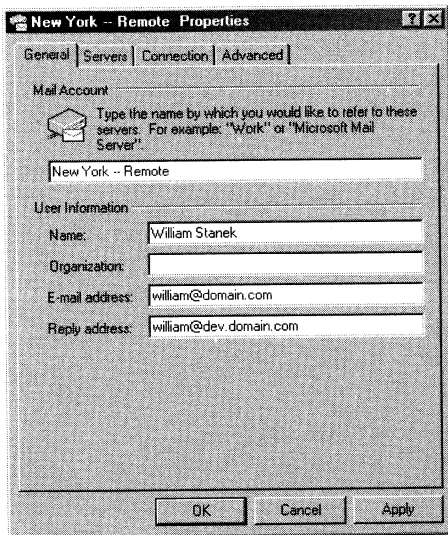 New York -- Remote Properties
General Servers Connection Advanced
Mail Account
Type the name by which you would like to refer to these
servers. For example: "Work" or "Microsoft Mail
Server".
New York -- Remote
User Information
Name: William Stanek
Organization:
E-mail address: william@domain.com
Reply address: william@dev.domain.com
OK Cancel Apply